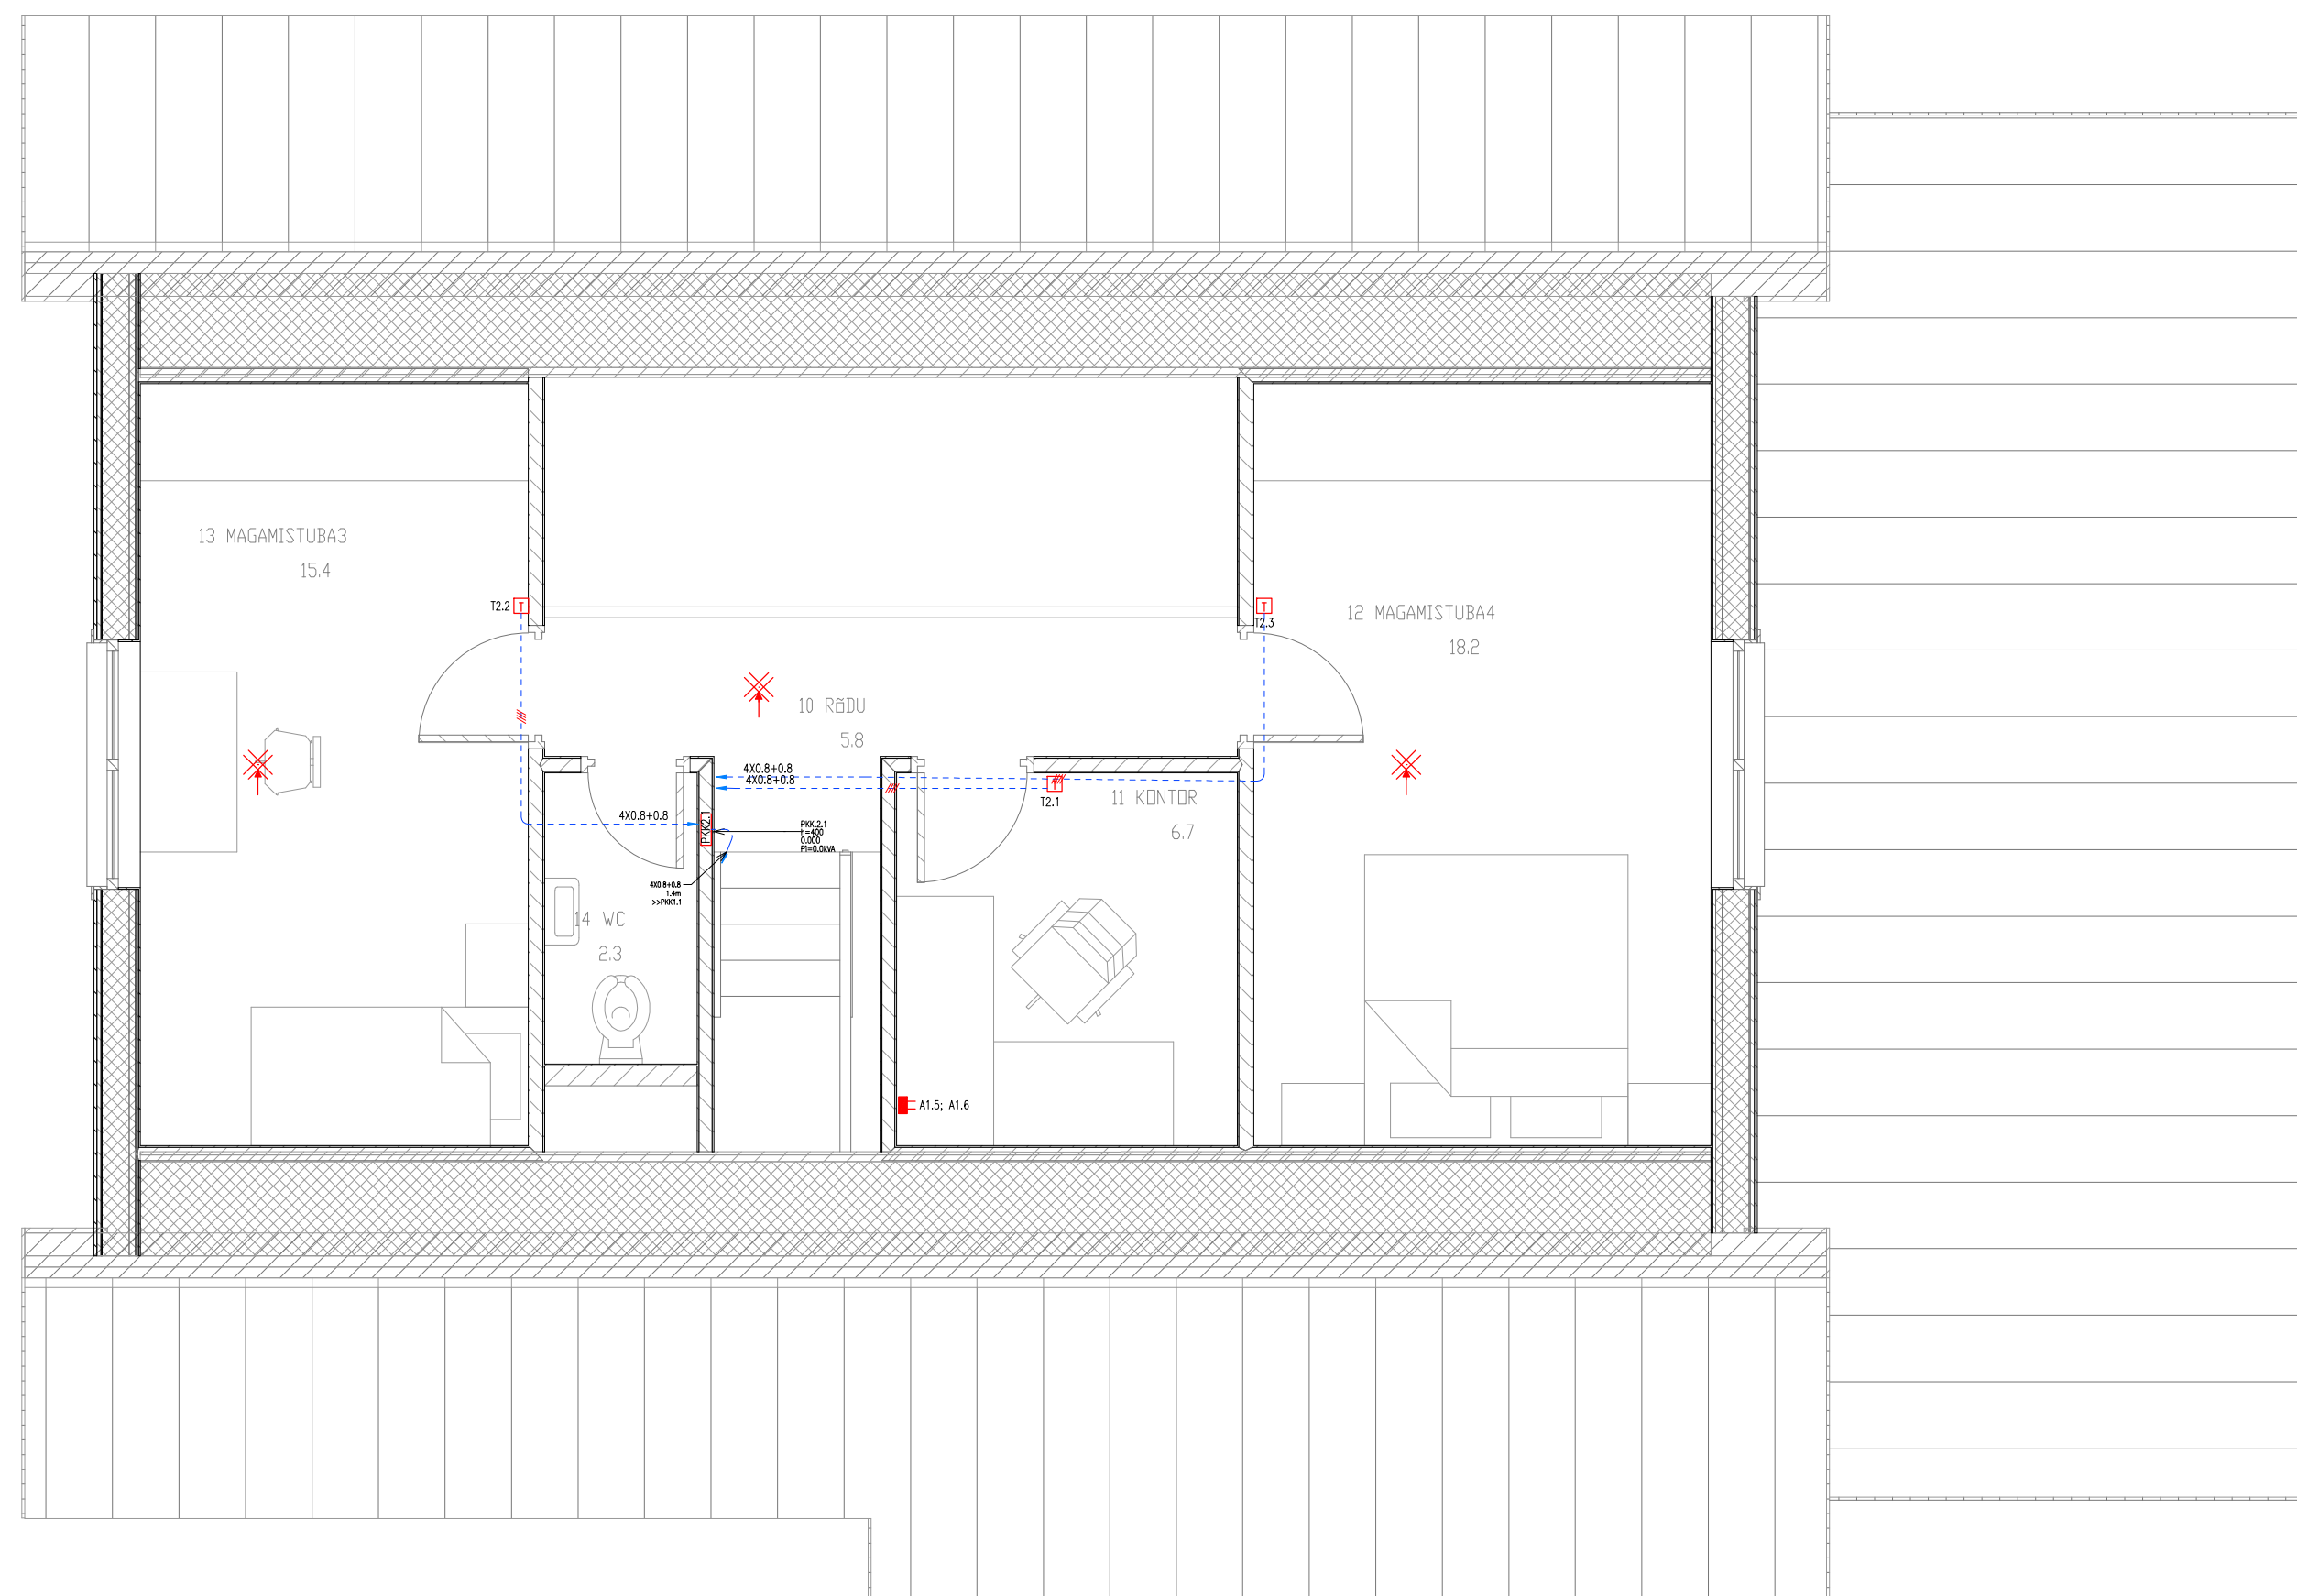 13 MAGAMISTUBA3
15.4
T2.2
T
T
T2.3
12 MAGAMISTUBA4
18.2
10 RÕDU
5.8
4X0.8+0.8
4X0.8+0.8
T
T2.1
11 KONTOR
6.7
4X0.8+0.8
PKK2.1
PKK.2.1
h=400
0.000
Pi=0.0kVA
4X0.8+0.8
1.4m
>>PKK1.1
14 WC
2.3
A1.5; A1.6